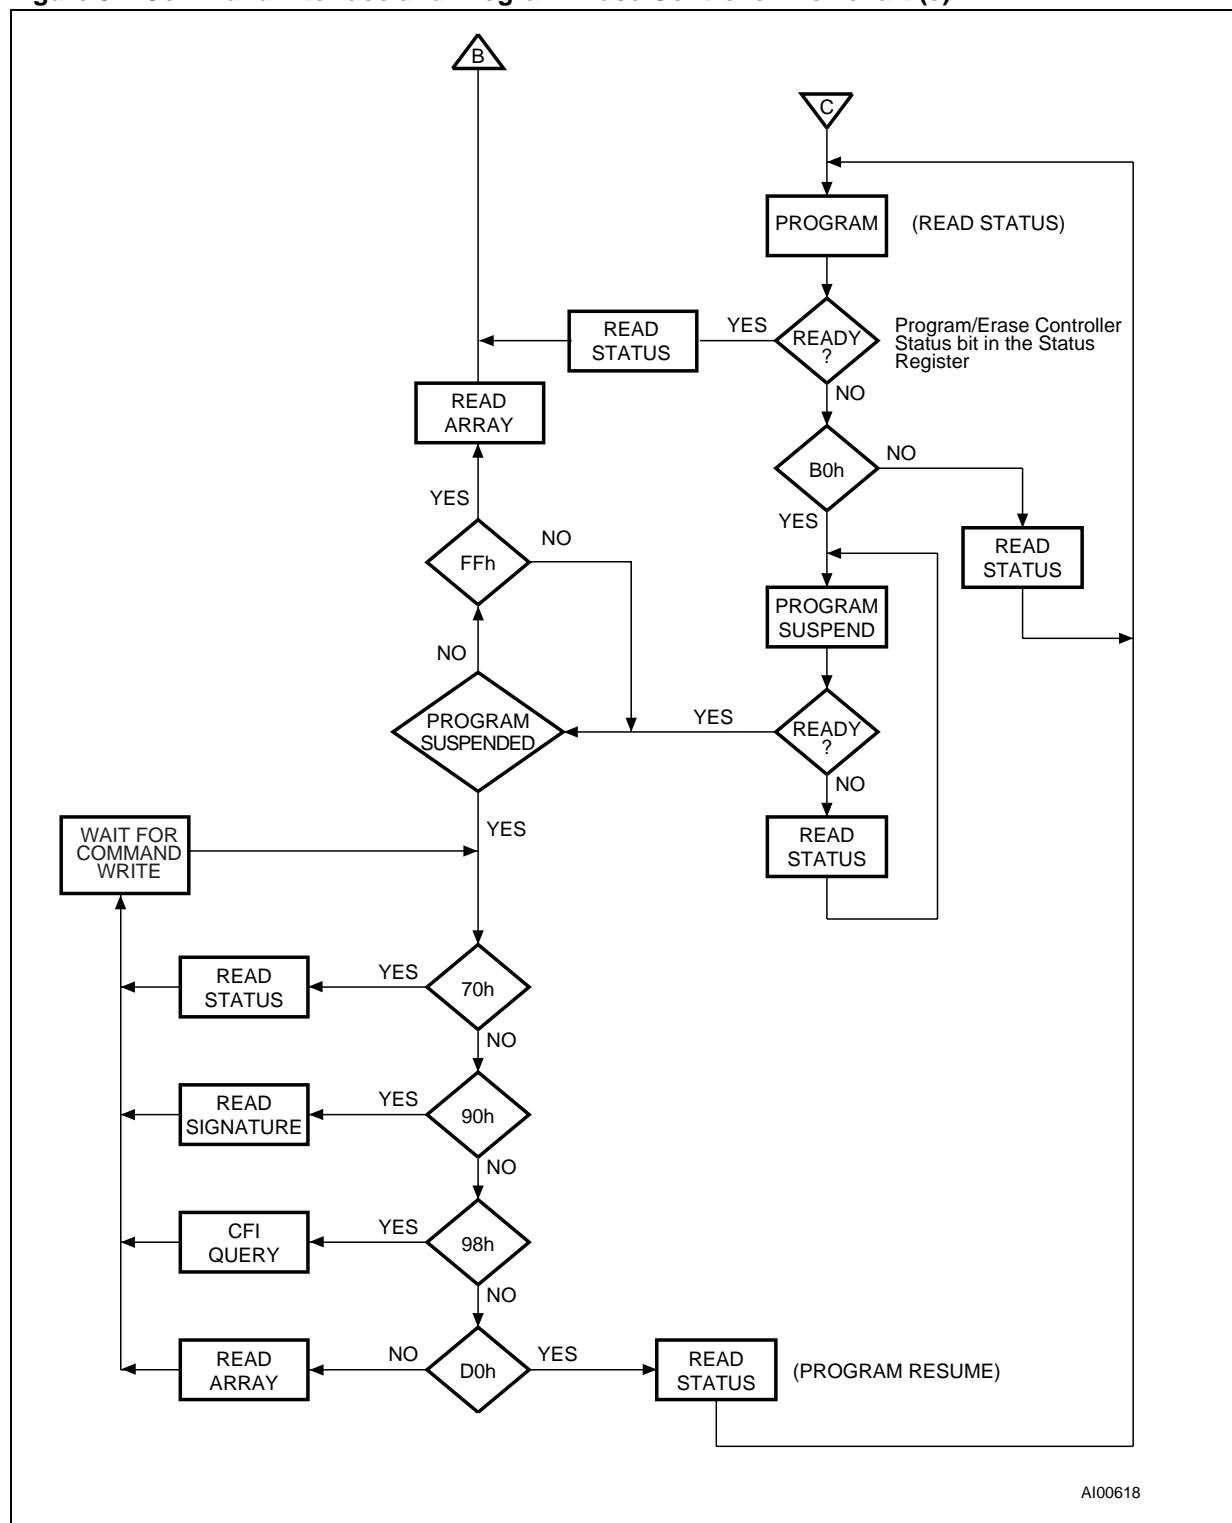 B
C
PROGRAM
(READ STATUS)
READ
STATUS
YES
READY
?
Program/Erase Controller
Status bit in the Status
Register
NO
READ
ARRAY
B0h
NO
YES
YES
FFh
NO
READ
STATUS
PROGRAM
SUSPEND
NO
PROGRAM
SUSPENDED
YES
READY
?
NO
WAIT FOR
COMMAND
WRITE
YES
READ
STATUS
READ
STATUS
YES
70h
NO
READ
SIGNATURE
YES
90h
NO
CFI
QUERY
YES
98h
NO
READ
ARRAY
NO
D0h
YES
READ
STATUS
(PROGRAM RESUME)
AI00618